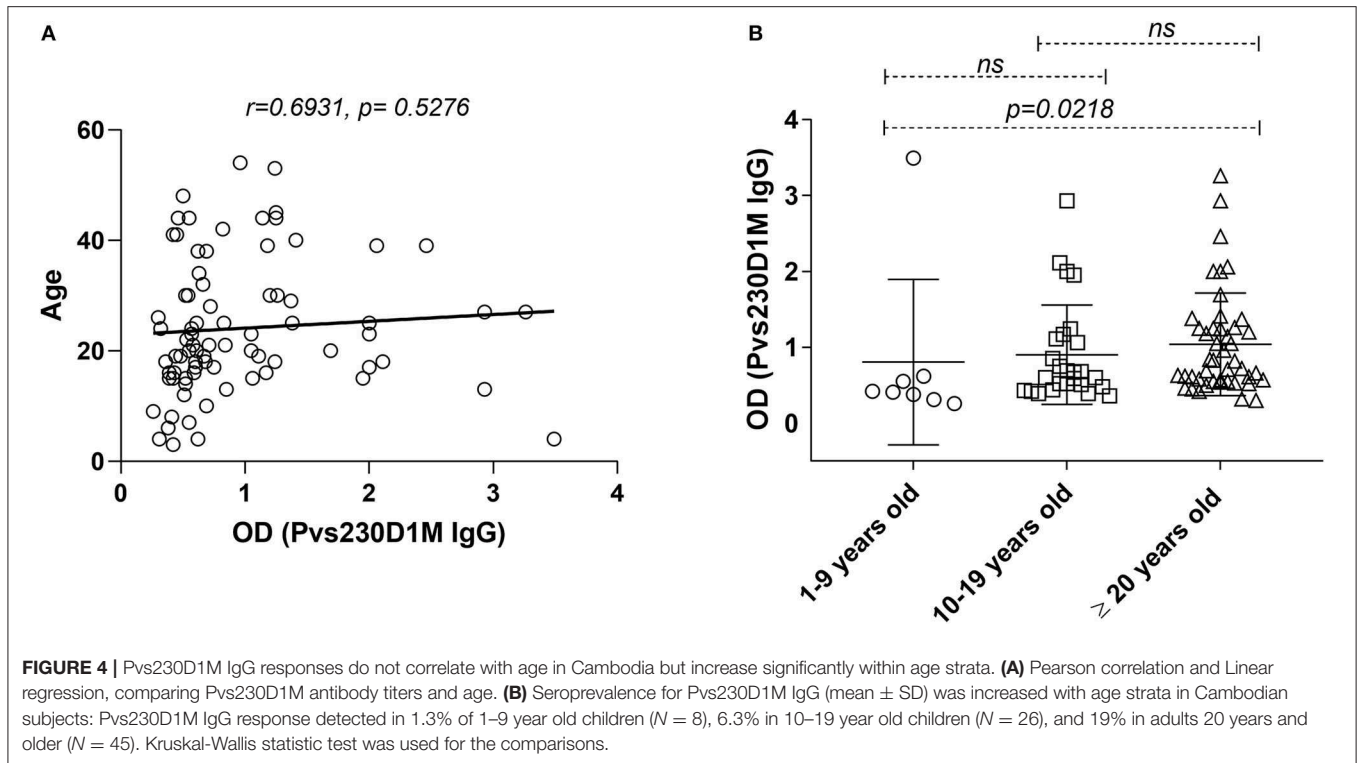 A
r=0.6931, p= 0.5276
60
40
20
0
Age
0 1 2 3 4
OD (Pvs230D1M IgG)
B
ns
ns
p=0.0218
4
3
2
1
0
OD (Pvs230D1M IgG)
1-9 years old
10-19 years old
≥ 20 years old
FIGURE 4 | Pvs230D1M IgG responses do not correlate with age in Cambodia but increase significantly within age strata. (A) Pearson correlation and Linear
regression, comparing Pvs230D1M antibody titers and age. (B) Seroprevalence for Pvs230D1M IgG (mean ± SD) was increased with age strata in Cambodian
subjects: Pvs230D1M IgG response detected in 1.3% of 1–9 year old children (N = 8), 6.3% in 10–19 year old children (N = 26), and 19% in adults 20 years and
older (N = 45). Kruskal-Wallis statistic test was used for the comparisons.